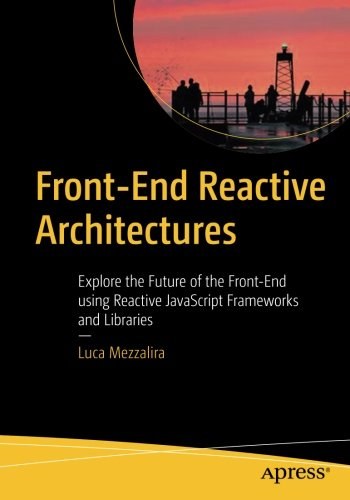 Front-End Reactive
Architectures
Explore the Future of the Front-End
using Reactive JavaScript Frameworks
and Libraries
—
Luca Mezzalira
Apress®